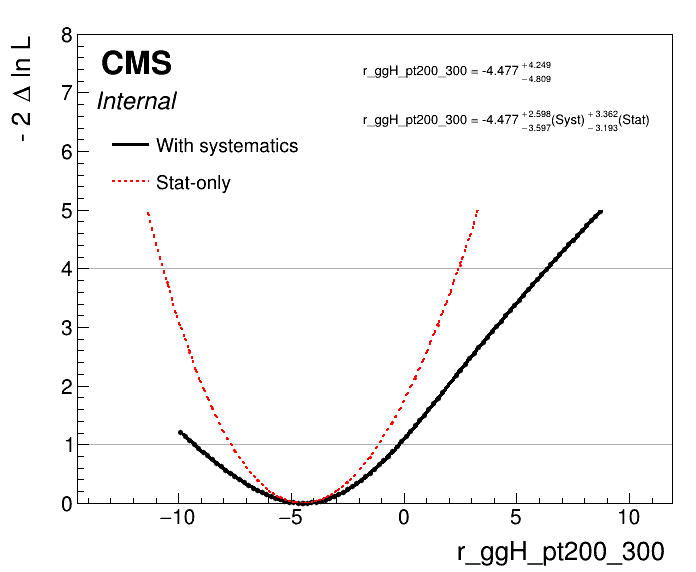 - 2 Δ ln L
8
7
6
5
4
3
2
1
0
CMS
Internal
With systematics
Stat-only
r_ggH_pt200_300 = -4.477 +4.249 −4.809
r_ggH_pt200_300 = -4.477 +2.598 −3.597 (Syst) +3.362 −3.193 (Stat)
−10 −5 0 5 10
r_ggH_pt200_300